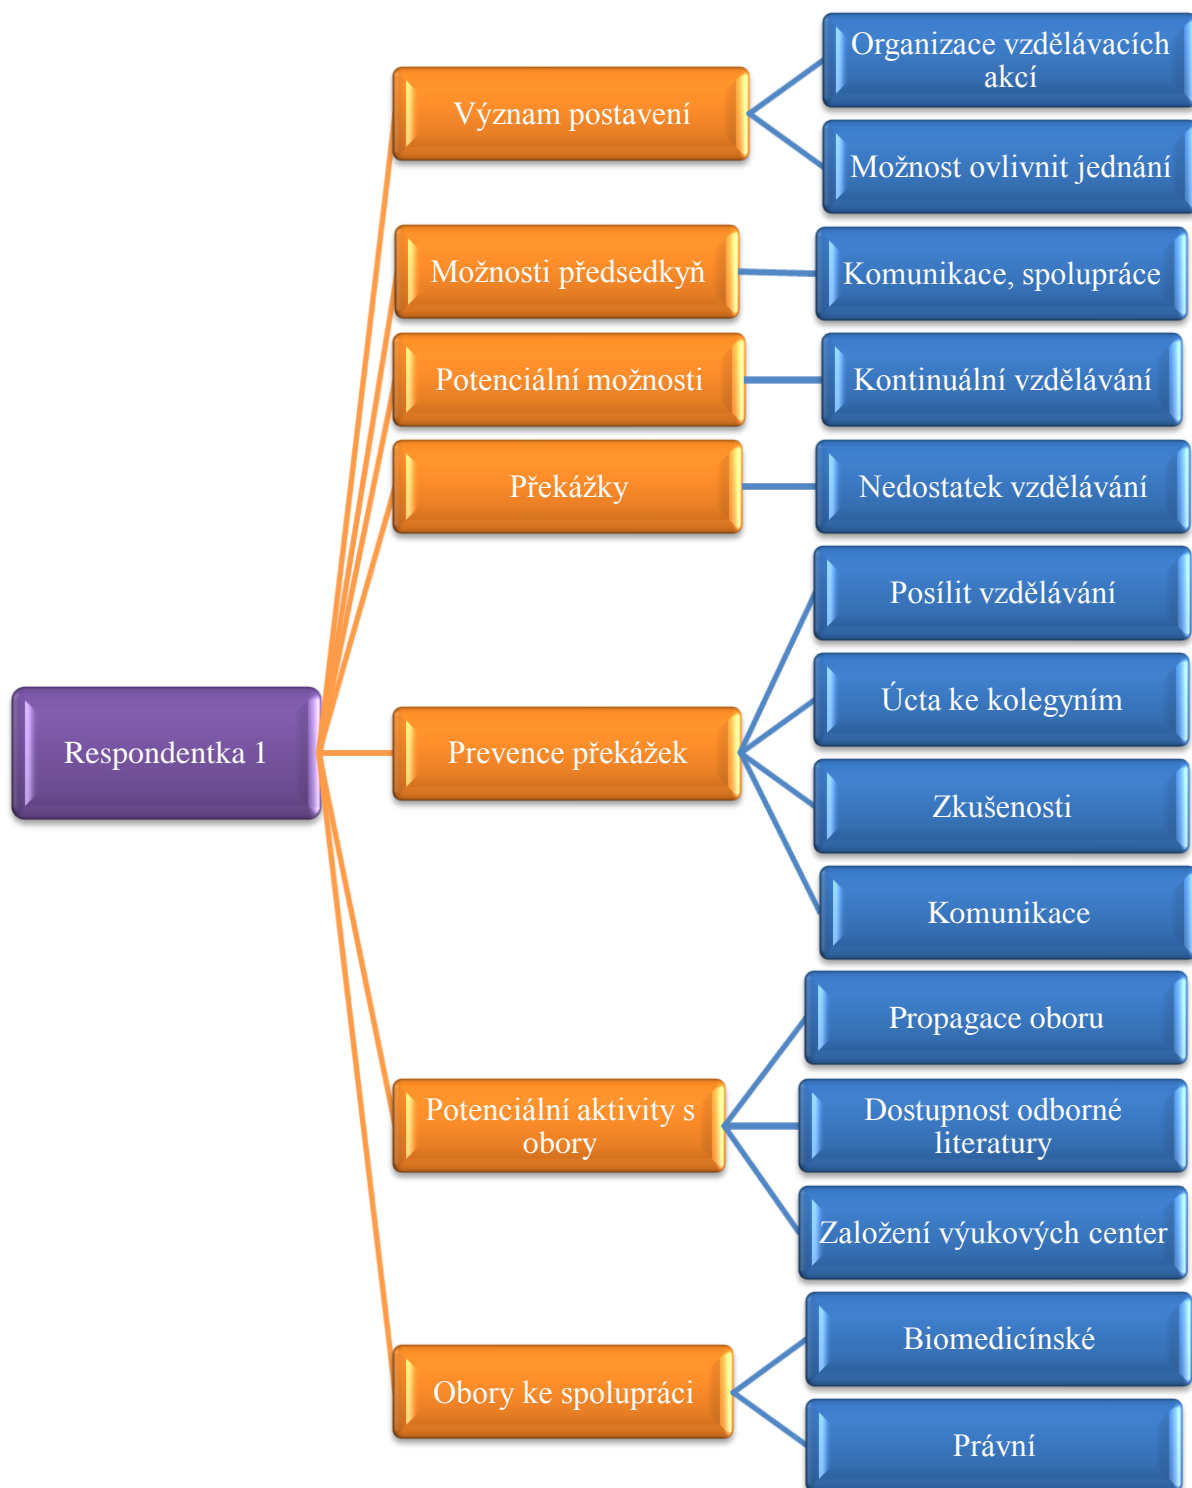 Respondentka 1
Význam postavení
Organizace vzdělávacích
akcí
Možnost ovlivnit jednání
Možnosti předsedkyň
Komunikace, spolupráce
Potenciální možnosti
Kontinuální vzdělávání
Překážky
Nedostatek vzdělávání
Prevence překážek
Posílit vzdělávání
Úcta ke kolegyním
Zkušenosti
Komunikace
Potenciální aktivity s
obory
Propagace oboru
Dostupnost odborné
literatury
Založení výukových center
Obory ke spolupráci
Biomedicínské
Právní